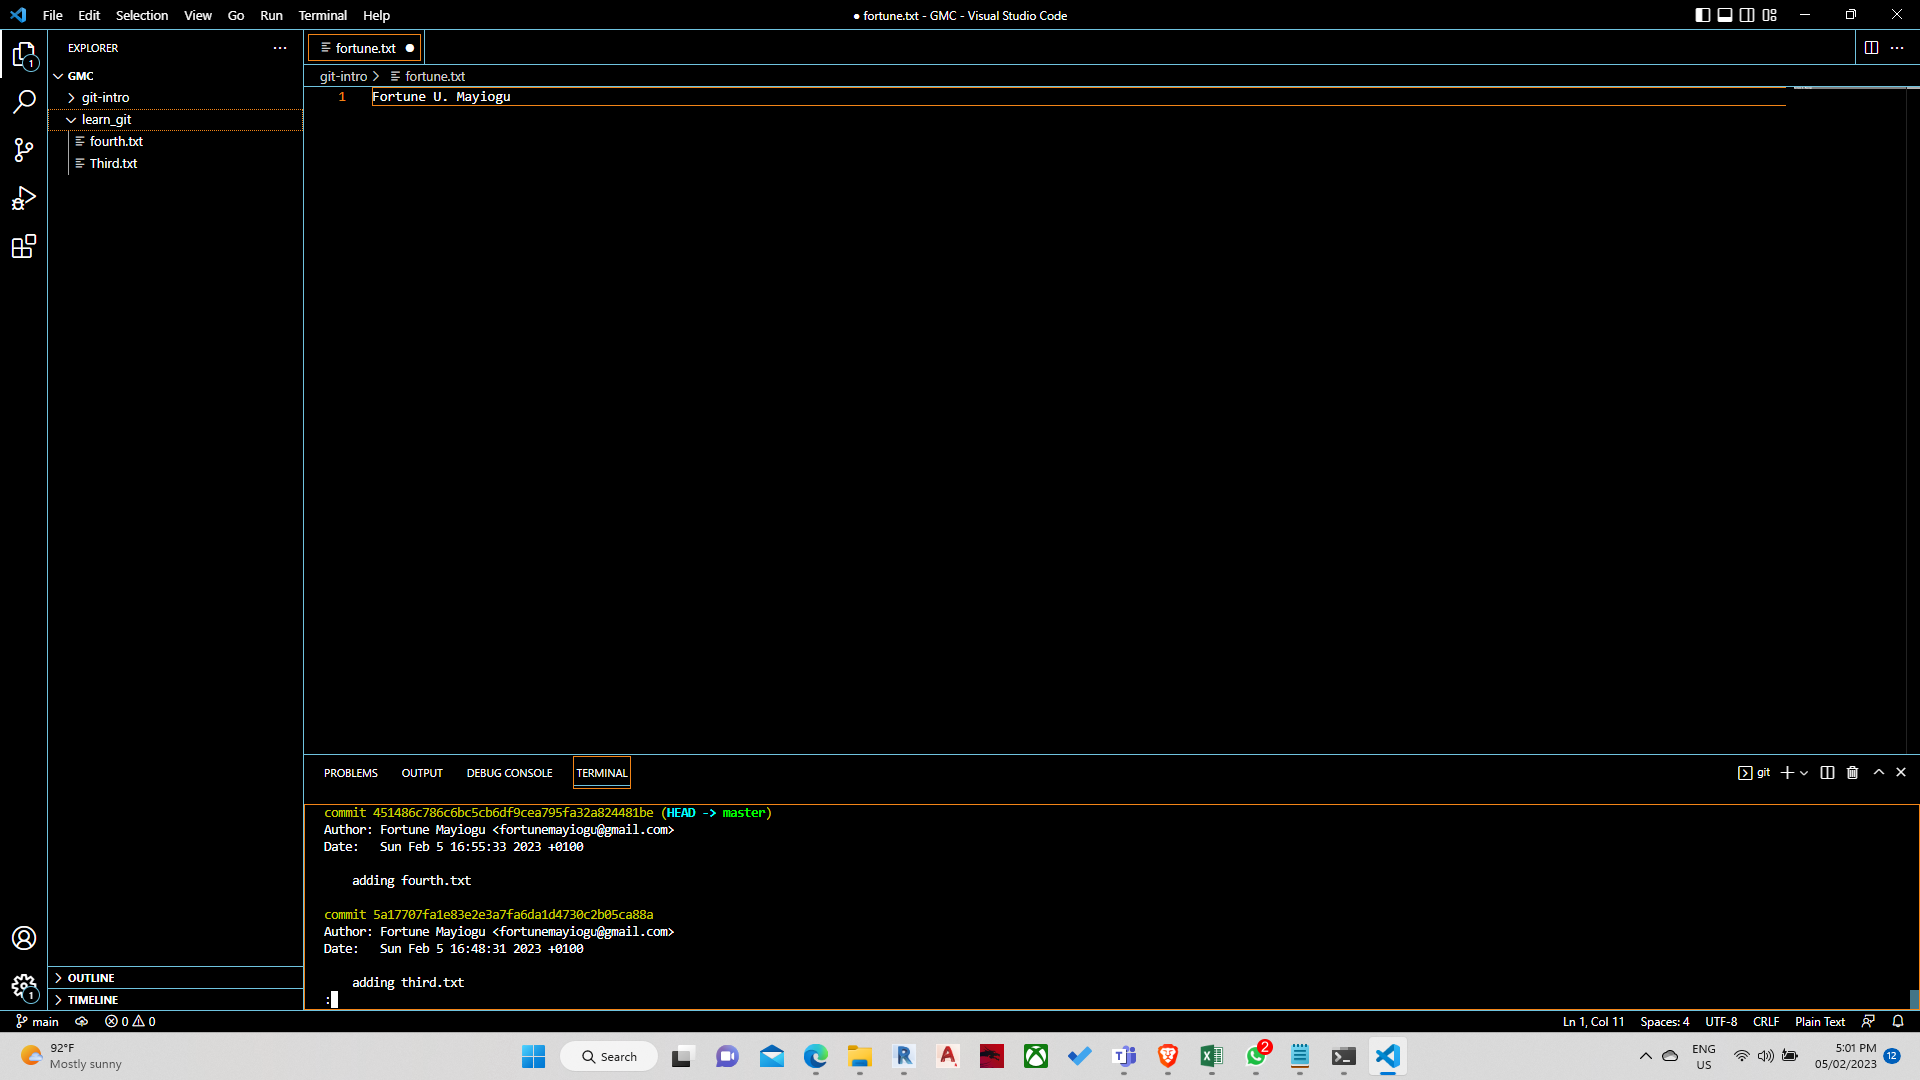 File Edit Selection View Go Run Terminal Help
● fortune.txt - GMC - Visual Studio Code
EXPLORER
GMC
git-intro
learn_git
fourth.txt
Third.txt
OUTLINE
TIMELINE
fortune.txt
git-intro > fortune.txt
1 Fortune U. Mayiogu
PROBLEMS OUTPUT DEBUG CONSOLE TERMINAL
git
commit 451486c786c6bc5cb6df9cea795fa32a824481be (HEAD -> master)
Author: Fortune Mayiogu <fortunemayiogu@gmail.com>
Date:   Sun Feb 5 16:55:33 2023 +0100
adding fourth.txt
commit 5a17707fa1e83e2e3a7fa6da1d4730c2b05ca88a
Author: Fortune Mayiogu <fortunemayiogu@gmail.com>
Date:   Sun Feb 5 16:48:31 2023 +0100
adding third.txt
:
1
1
main 0 0
Ln 1, Col 11 Spaces: 4 UTF-8 CRLF Plain Text
92°F
Mostly sunny
Search
2
ENG
US
5:01 PM
05/02/2023
12